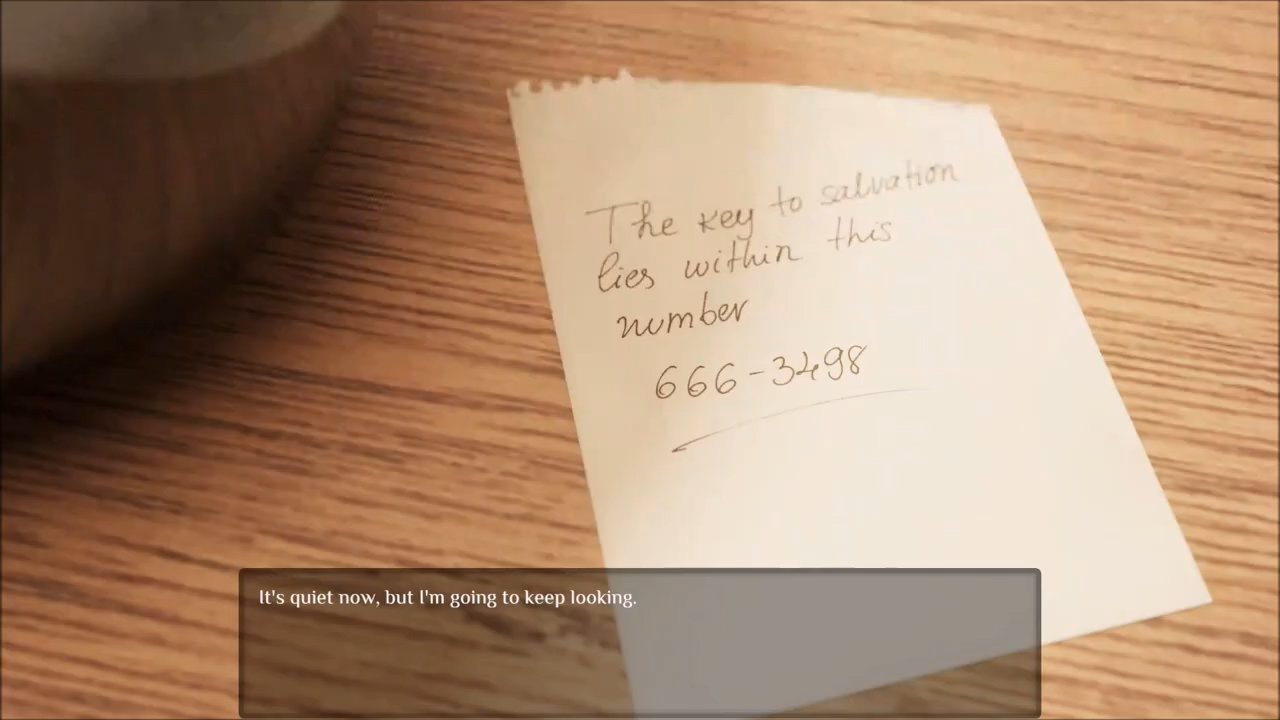 The key to salvation
lies within this
number
666-3498
It's quiet now, but I'm going to keep looking.